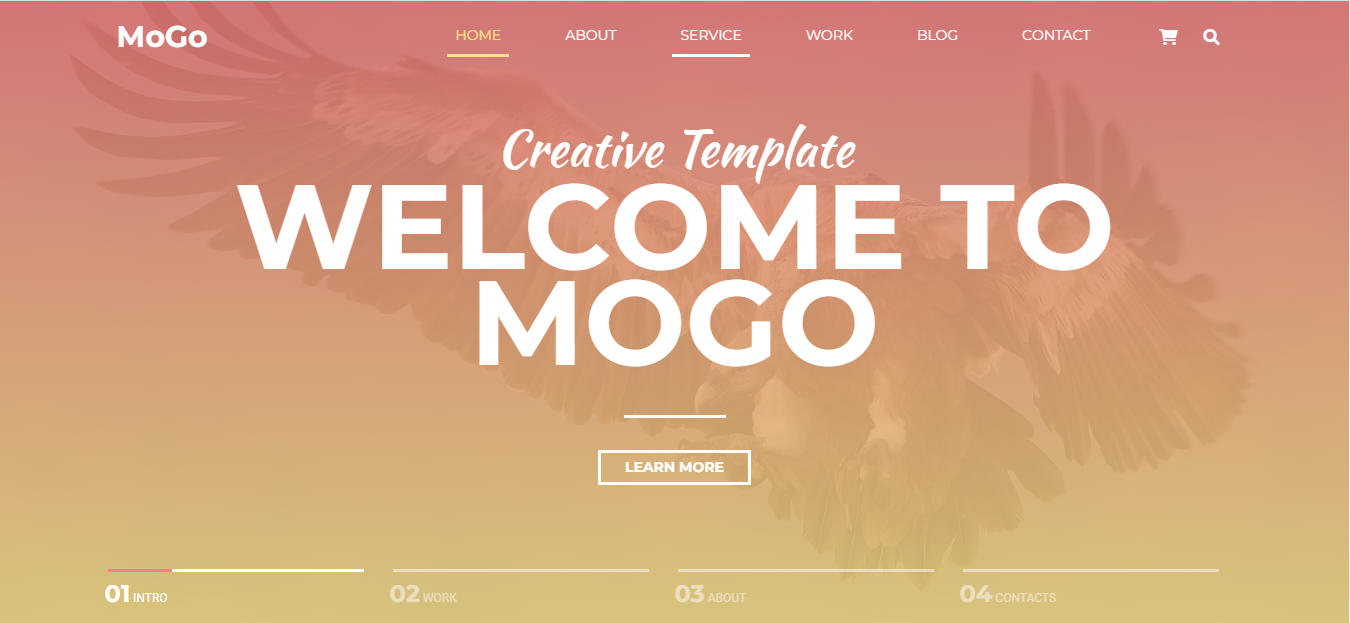 MoGo
HOME ABOUT SERVICE WORK BLOG CONTACT
Creative Template
WELCOME TO
MOGO
LEARN MORE
01 INTRO
02 WORK
03 ABOUT
04 CONTACTS